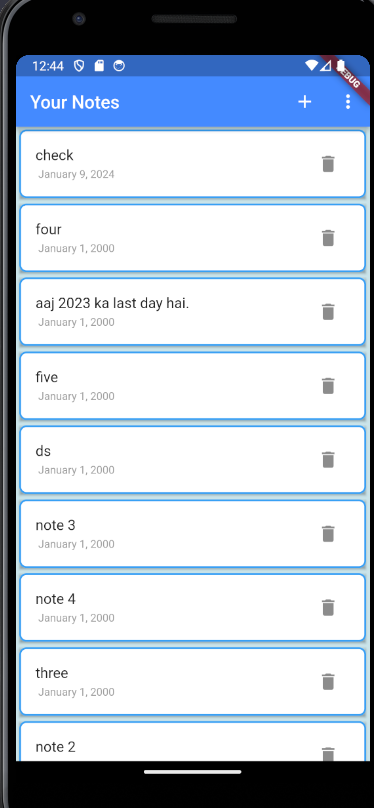 12:44
DEBUG
Your Notes
check
January 9, 2024
four
January 1, 2000
aaj 2023 ka last day hai.
January 1, 2000
five
January 1, 2000
ds
January 1, 2000
note 3
January 1, 2000
note 4
January 1, 2000
three
January 1, 2000
note 2